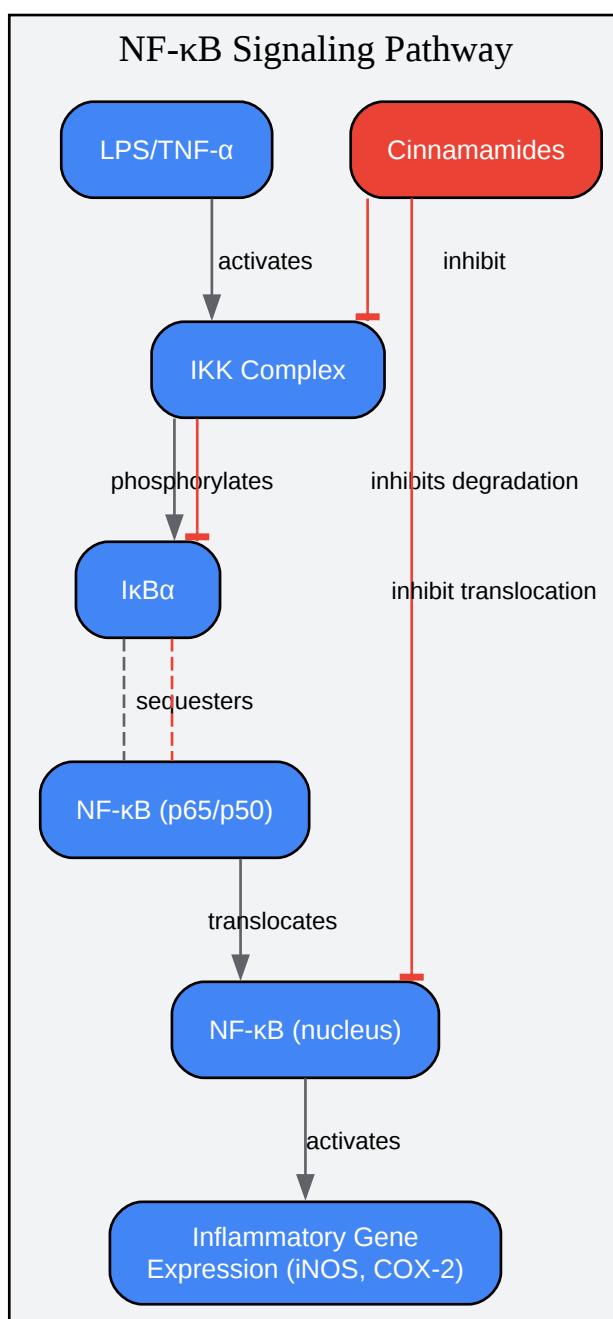 NF-κB Signaling Pathway
LPS/TNF-α
Cinnamamides
activates
inhibit
IKK Complex
phosphorylates
inhibits degradation
IκBα
inhibit translocation
sequesters
NF-κB (p65/p50)
translocates
NF-κB (nucleus)
activates
Inflammatory Gene
Expression (iNOS, COX-2)